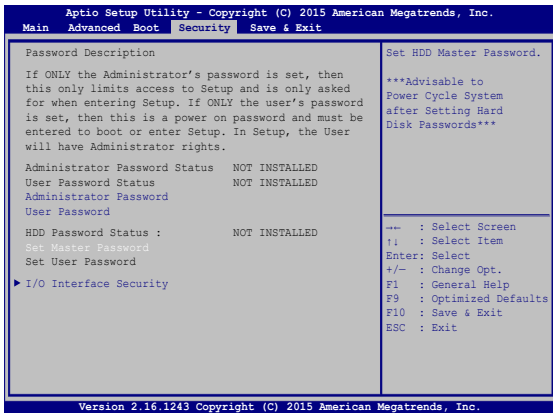 Aptio Setup Utility - Copyright (C) 2015 American Megatrends, Inc.
Main Advanced Boot Security Save & Exit
Password Description
If ONLY the Administrator's password is set, then
this only limits access to Setup and is only asked
for when entering Setup. If ONLY the user's password
is set, then this is a power on password and must be
entered to boot or enter Setup. In Setup, the User
will have Administrator rights.
Administrator Password Status NOT INSTALLED
User Password Status NOT INSTALLED
Administrator Password
User Password
HDD Password Status : NOT INSTALLED
Set Master Password
Set User Password
▶ I/O Interface Security
Set HDD Master Password.
***Advisable to
Power Cycle System
after Setting Hard
Disk Passwords***
→← : Select Screen
↑↓ : Select Item
Enter: Select
+/— : Change Opt.
F1 : General Help
F9 : Optimized Defaults
F10 : Save & Exit
ESC : Exit
Version 2.16.1243 Copyright (C) 2015 American Megatrends, Inc.